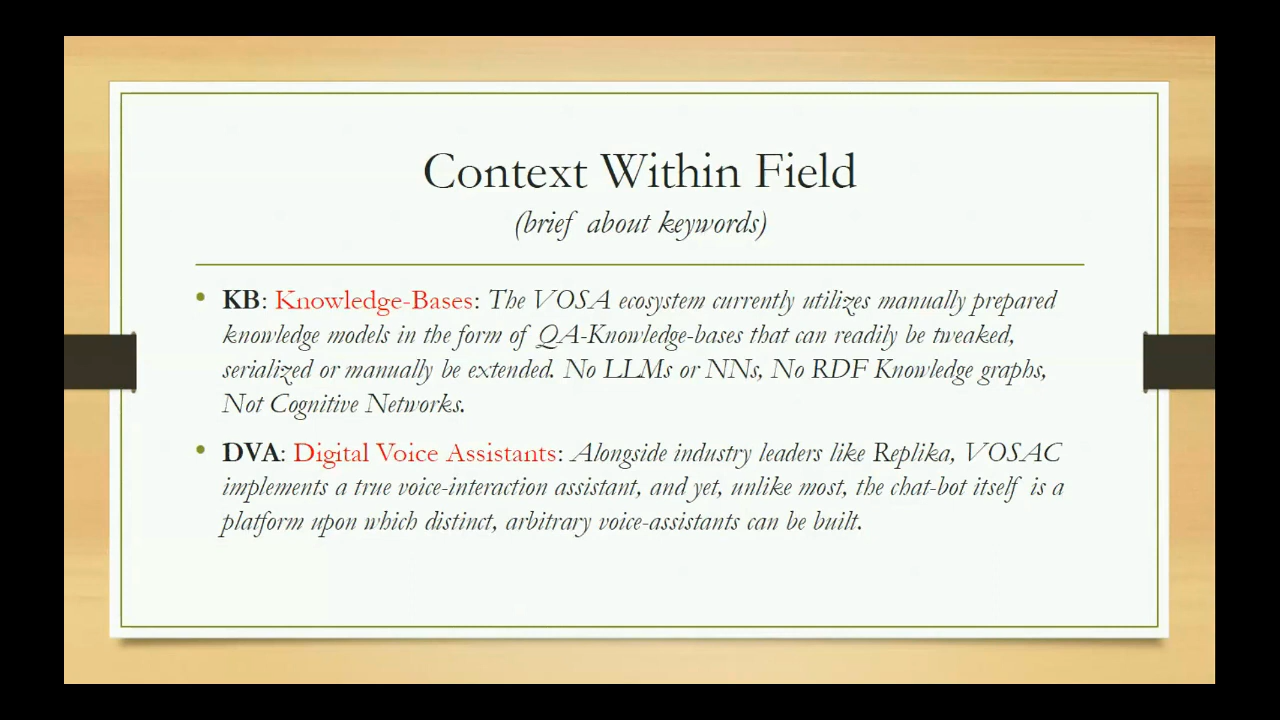 Context Within Field
(brief about keywords)
• KB: Knowledge-Bases: The VOSA ecosystem currently utilizes manually prepared
knowledge models in the form of QA-Knowledge-bases that can readily be tweaked,
serialized or manually be extended. No LLMs or NNs, No RDF Knowledge graphs,
Not Cognitive Networks.
• DVA: Digital Voice Assistants: Alongside industry leaders like Replika, VOSAC
implements a true voice-interaction assistant, and yet, unlike most, the chat-bot itself is a
platform upon which distinct, arbitrary voice-assistants can be built.